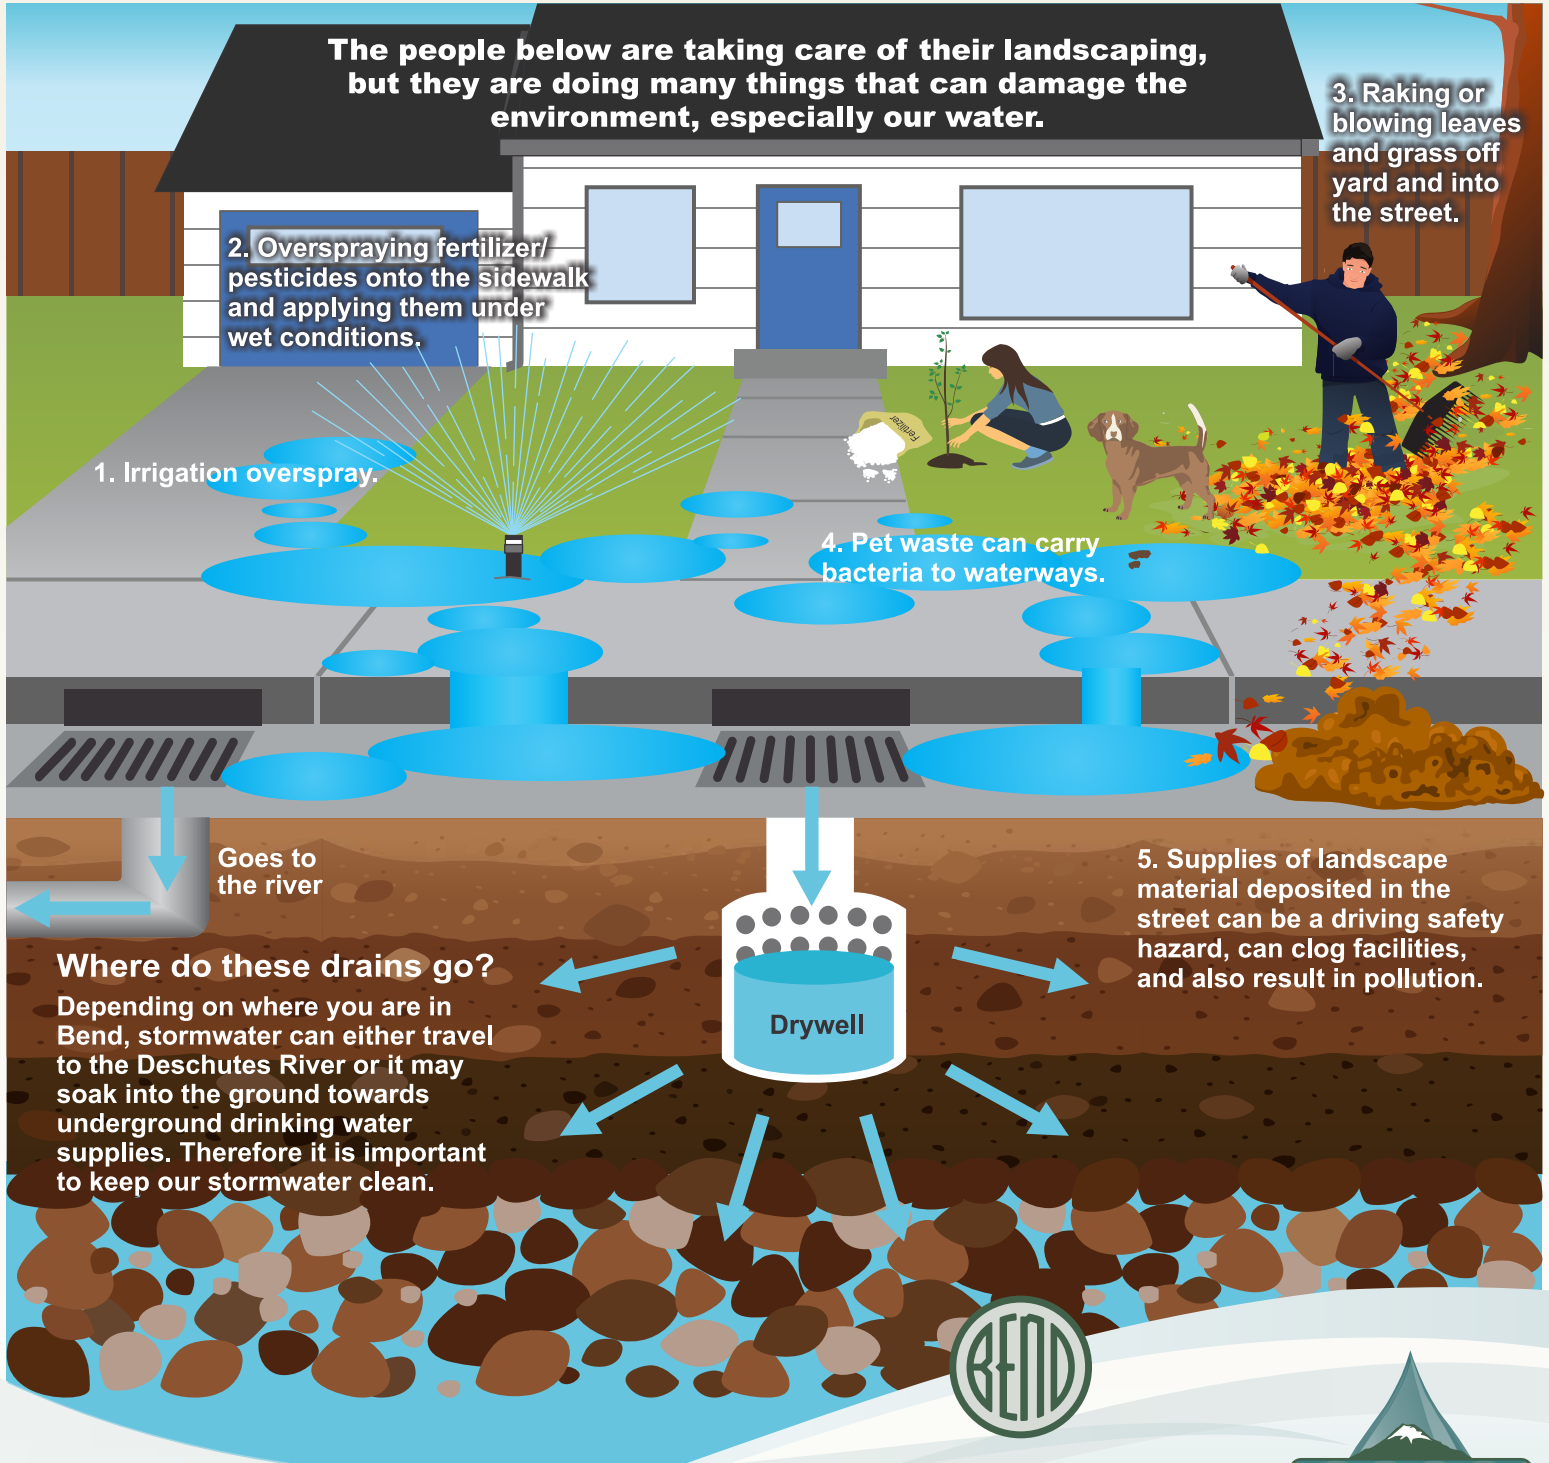 The people below are taking care of their landscaping,
but they are doing many things that can damage the
environment, especially our water.
3. Raking or
blowing leaves
and grass off
yard and into
the street.
2. Overspraying fertilizer/
pesticides onto the sidewalk
and applying them under
wet conditions.
Fertilizer
1. Irrigation overspray.
4. Pet waste can carry
bacteria to waterways.
Goes to
the river
5. Supplies of landscape
material deposited in the
street can be a driving safety
hazard, can clog facilities,
and also result in pollution.
Where do these drains go?
Depending on where you are in
Bend, stormwater can either travel
to the Deschutes River or it may
soak into the ground towards
underground drinking water
supplies. Therefore it is important
to keep our stormwater clean.
Drywell
BEND